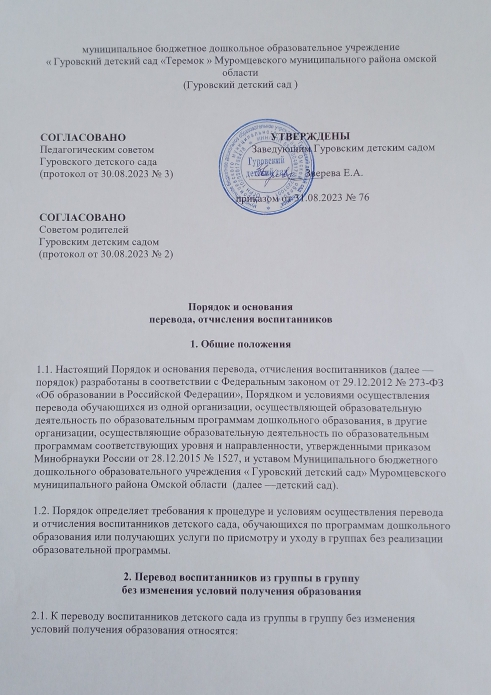 муниципальное бюджетное дошкольное образовательное учреждение
« Гуровский детский сад «Теремок » Муромцевского муниципального района омской
области
(Гуровский детский сад )
СОГЛАСОВАНО
Педагогическим советом
Гуровского детского сада
(протокол от 30.08.2023 № 3)
УТВЕРЖДЕНЫ
Заведующим Гуровским детским садом
Зверева Е.А.
приказом от 31.08.2023 № 76
Гуровский
детский сад
СОГЛАСОВАНО
Советом родителей
Гуровским детским садом
(протокол от 30.08.2023 № 2)
Порядок и основания
перевода, отчисления воспитанников
1. Общие положения
1.1. Настоящий Порядок и основания перевода, отчисления воспитанников (далее —
порядок) разработаны в соответствии с Федеральным законом от 29.12.2012 № 273-ФЗ
«Об образовании в Российской Федерации», Порядком и условиями осуществления
перевода обучающихся из одной организации, осуществляющей образовательную
деятельность по образовательным программам дошкольного образования, в другие
организации, осуществляющие образовательную деятельность по образовательным
программам соответствующих уровня и направленности, утвержденными приказом
Минобрнауки России от 28.12.2015 № 1527, и уставом Муниципального бюджетного
дошкольного образовательного учреждения « Гуровский детский сад» Муромцевского
муниципального района Омской области (далее —детский сад).
1.2. Порядок определяет требования к процедуре и условиям осуществления перевода
и отчисления воспитанников детского сада, обучающихся по программам дошкольного
образования или получающих услуги по присмотру и уходу в группах без реализации
образовательной программы.
2. Перевод воспитанников из группы в группу
без изменения условий получения образования
2.1. К переводу воспитанников детского сада из группы в группу без изменения
условий получения образования относятся: